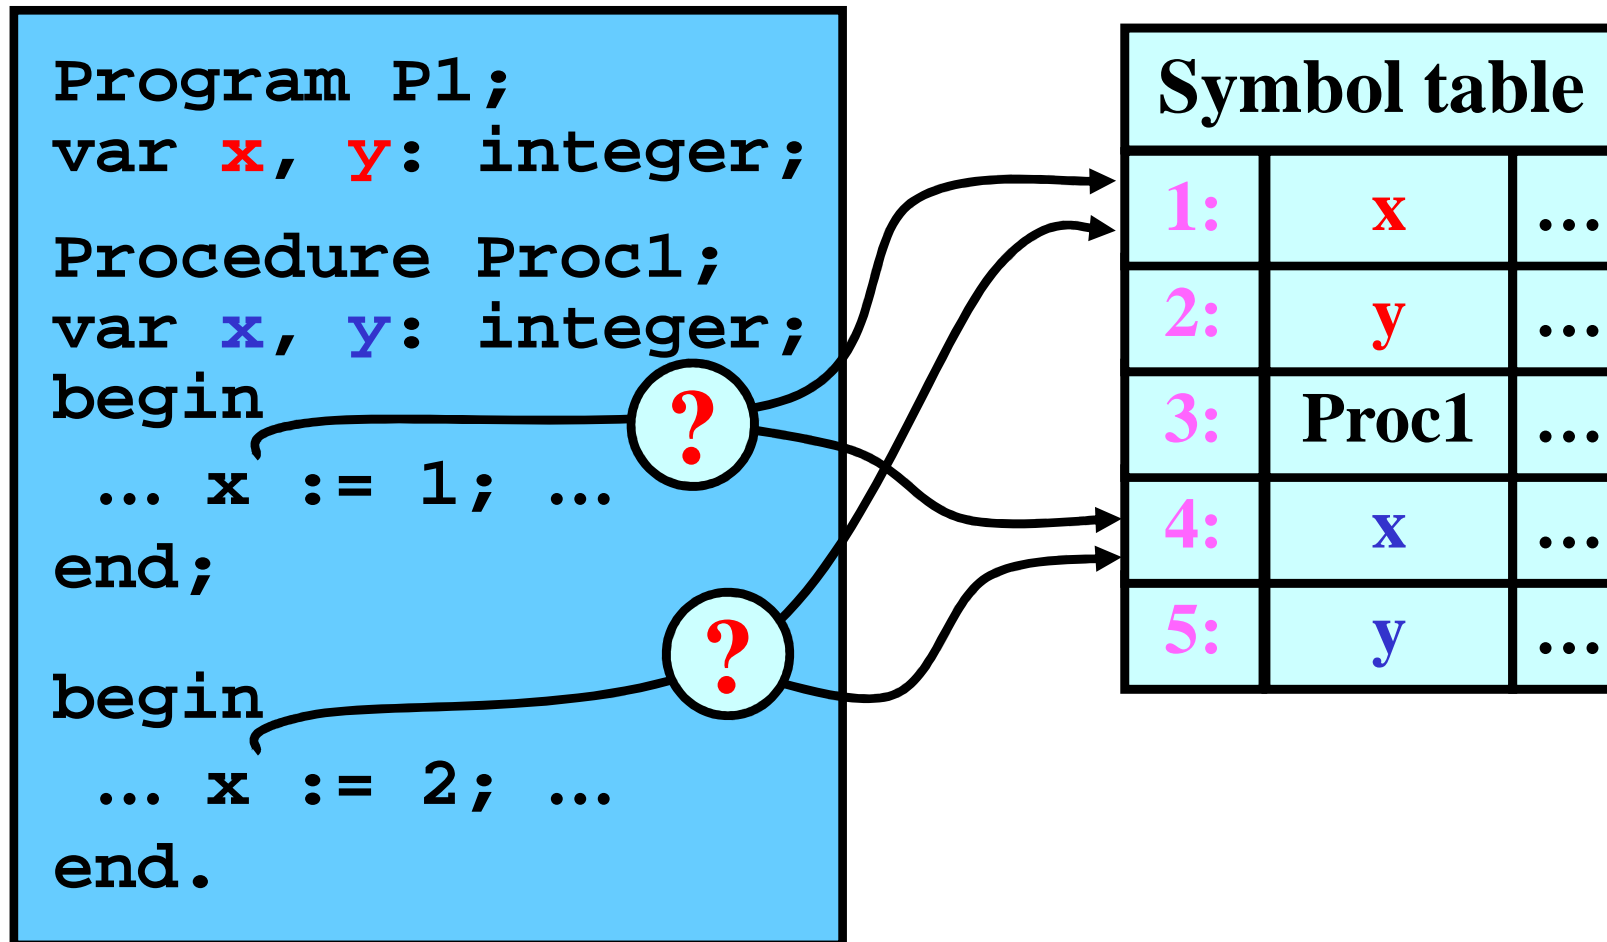 Program P1;
var x, y: integer;
Procedure Proc1;
var x, y: integer;
begin
… x := 1; …
end;
begin
… x := 2; …
end.
?
?
Symbol table
1: x …
2: y …
3: Proc1 …
4: x …
5: y …